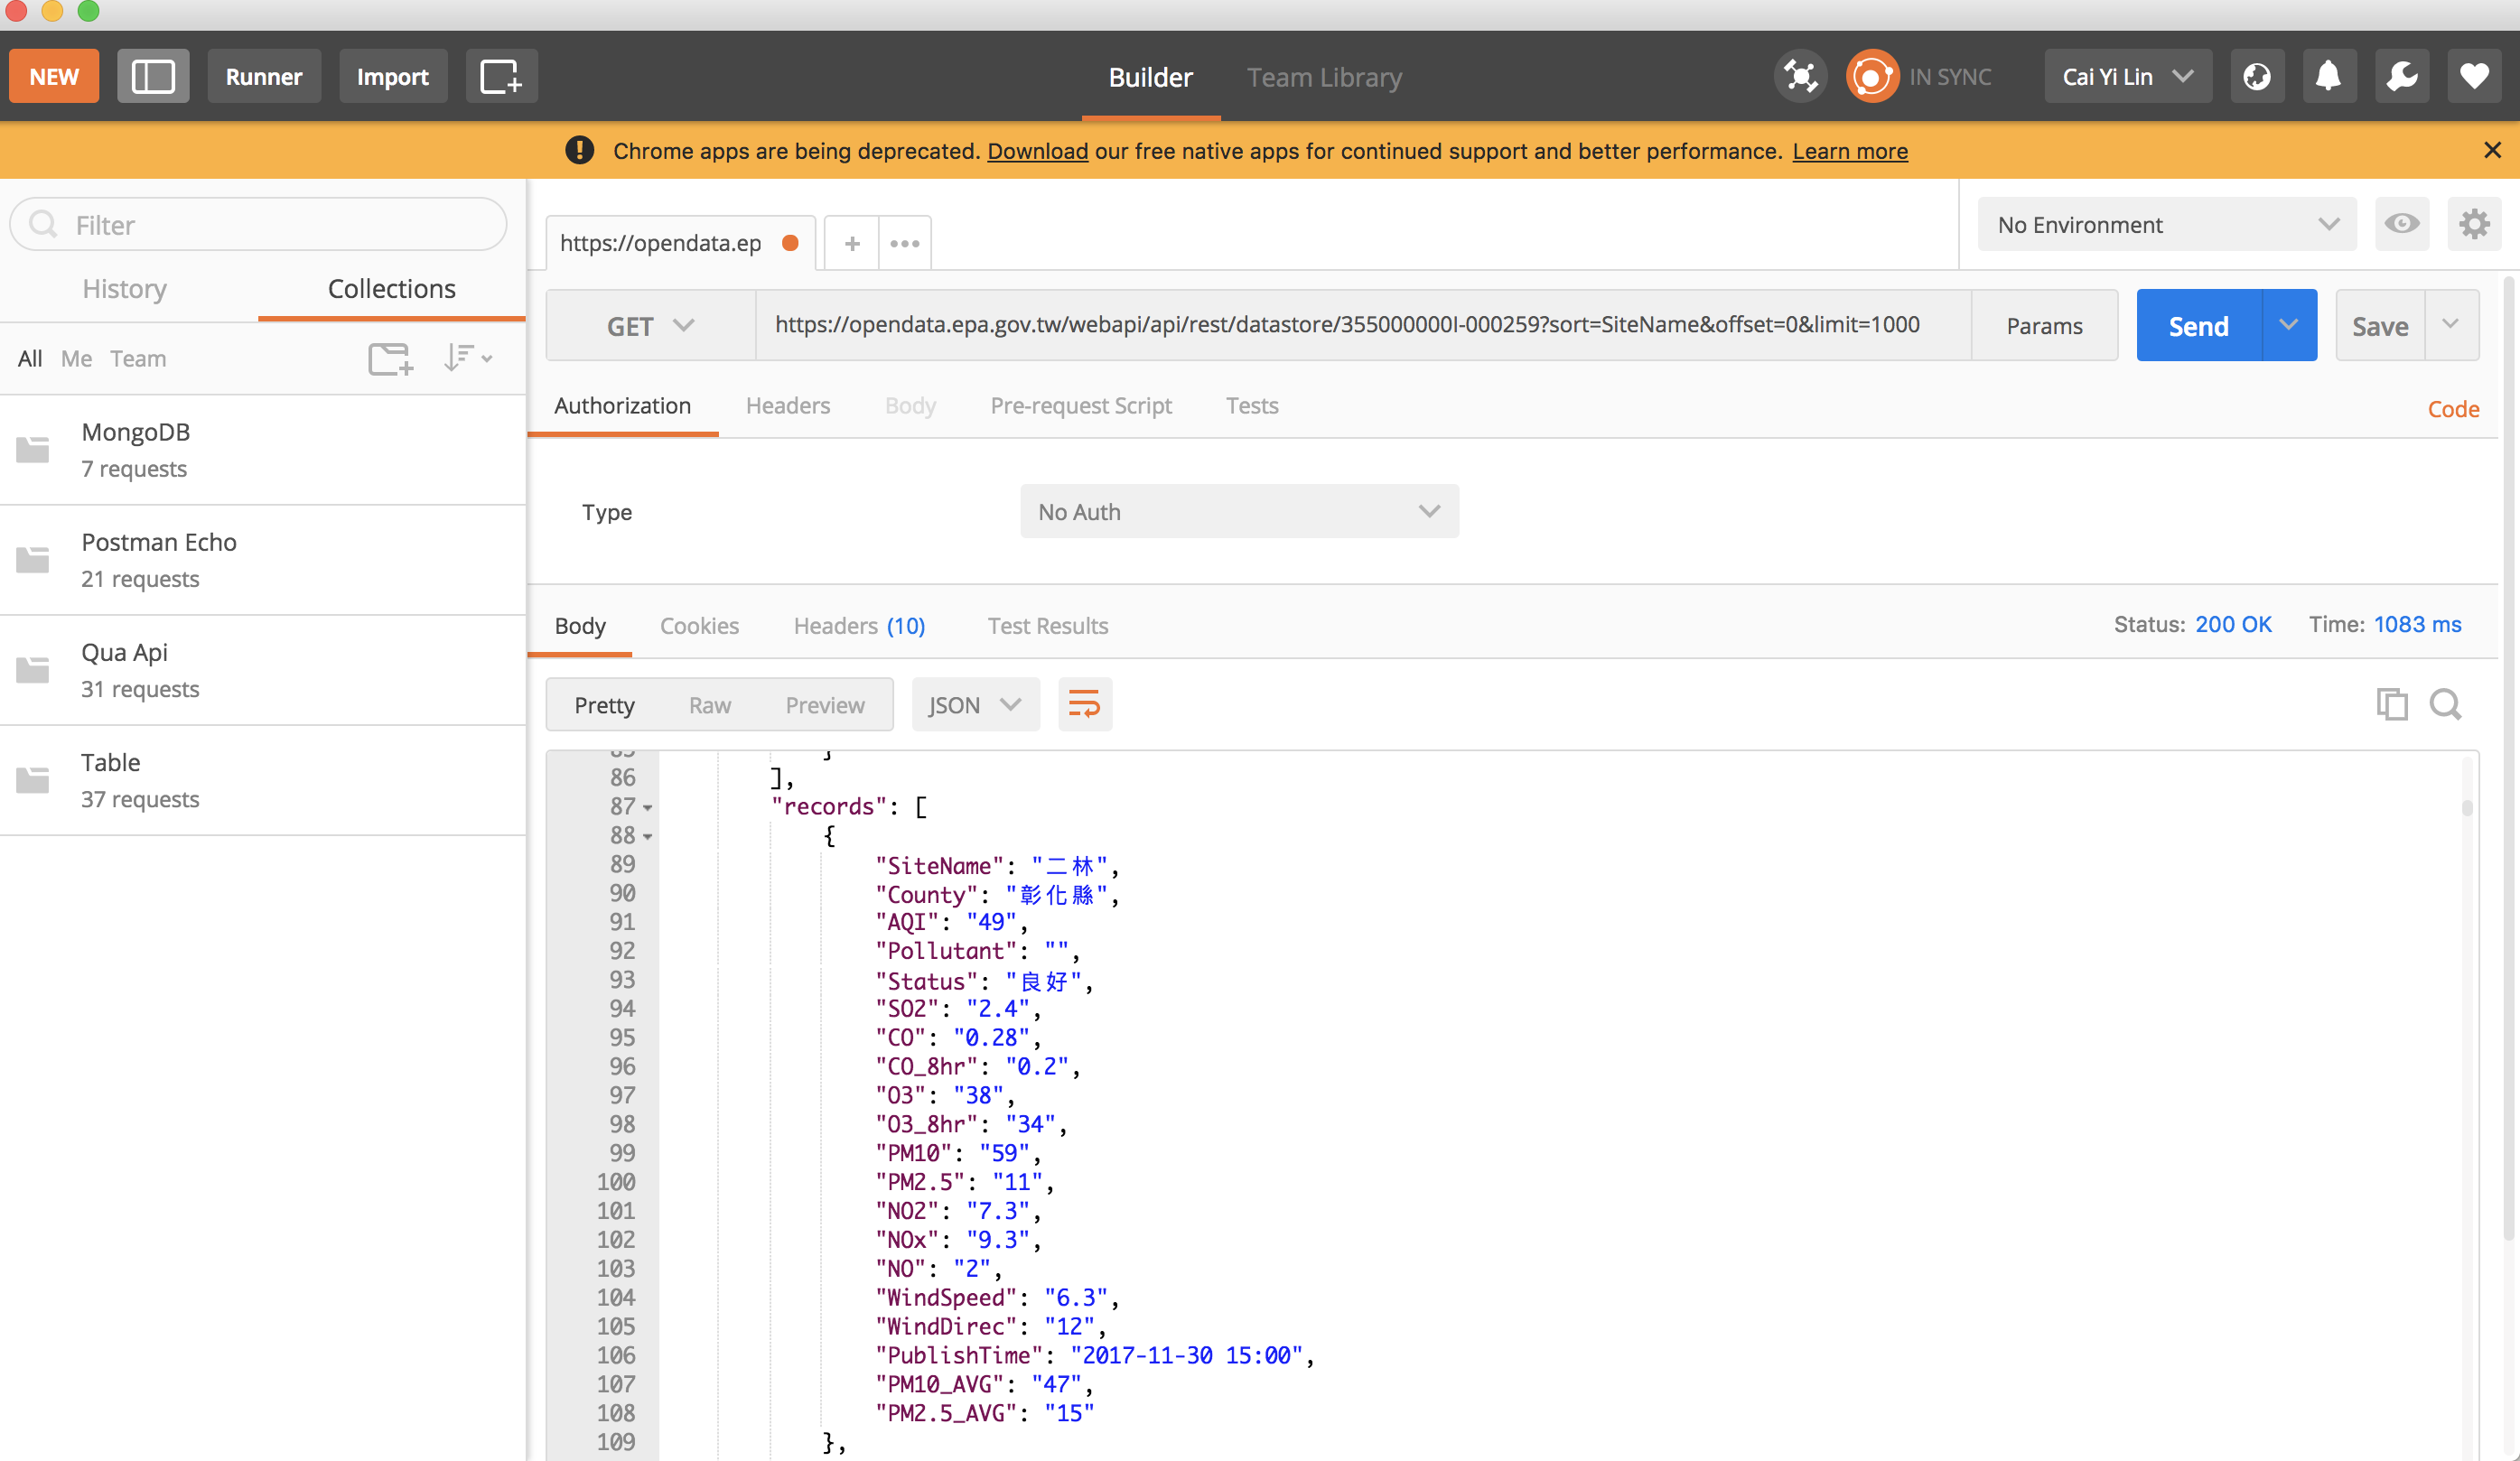 NEW Runner Import Builder Team Library IN SYNC Cai Yi Lin
Chrome apps are being deprecated. Download our free native apps for continued support and better performance. Learn more
Filter
History Collections
All Me Team
MongoDB
7 requests
Postman Echo
21 requests
Qua Api
31 requests
Table
37 requests
https://opendata.ep
No Environment
GET https://opendata.epa.gov.tw/webapi/api/rest/datastore/355000000I-000259?sort=SiteName&offset=0&limit=1000 Params Send Save
Authorization Headers Body Pre-request Script Tests Code
Type No Auth
Body Cookies Headers (10) Test Results Status: 200 OK Time: 1083 ms
Pretty Raw Preview JSON
85 }
86 ],
87 "records": [
88 {
89 "SiteName": "二林",
90 "County": "彰化縣",
91 "AQI": "49",
92 "Pollutant": "",
93 "Status": "良好",
94 "SO2": "2.4",
95 "CO": "0.28",
96 "CO_8hr": "0.2",
97 "O3": "38",
98 "O3_8hr": "34",
99 "PM10": "59",
100 "PM2.5": "11",
101 "NO2": "7.3",
102 "NOx": "9.3",
103 "NO": "2",
104 "WindSpeed": "6.3",
105 "WindDirec": "12",
106 "PublishTime": "2017-11-30 15:00",
107 "PM10_AVG": "47",
108 "PM2.5_AVG": "15"
109 },